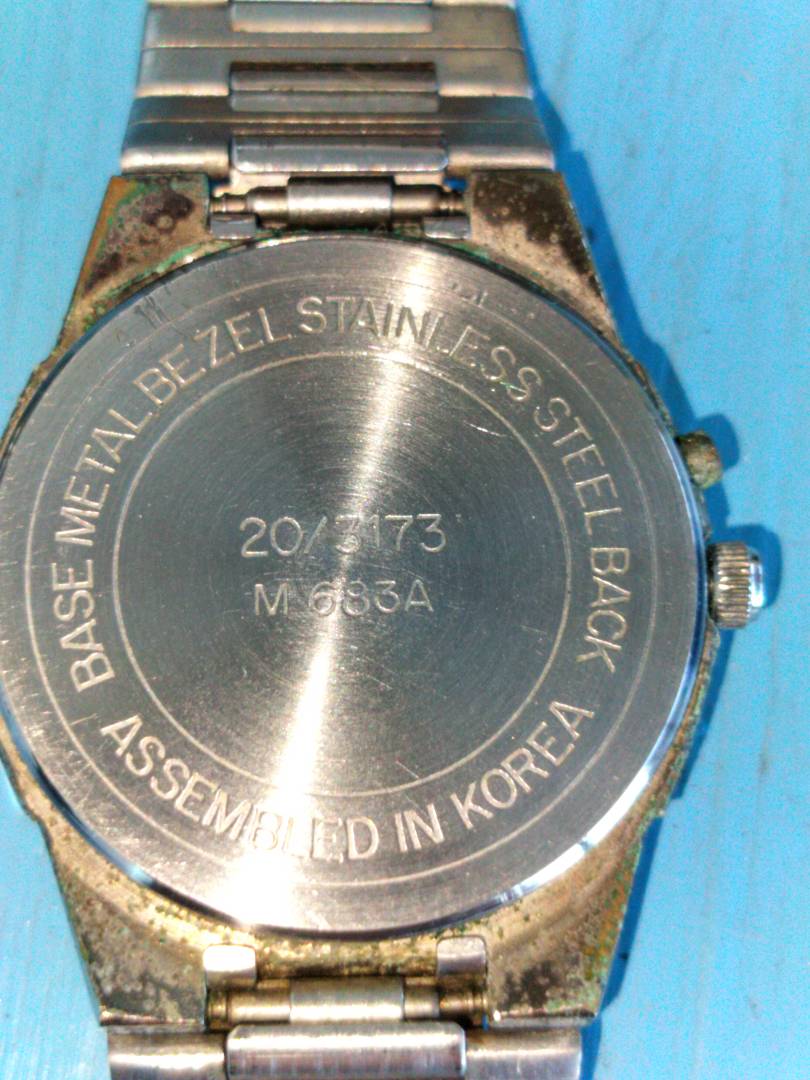 BASE METAL BEZEL STAINLESS STEEL BACK
20/3173
M 683A
ASSEMBLED IN KOREA